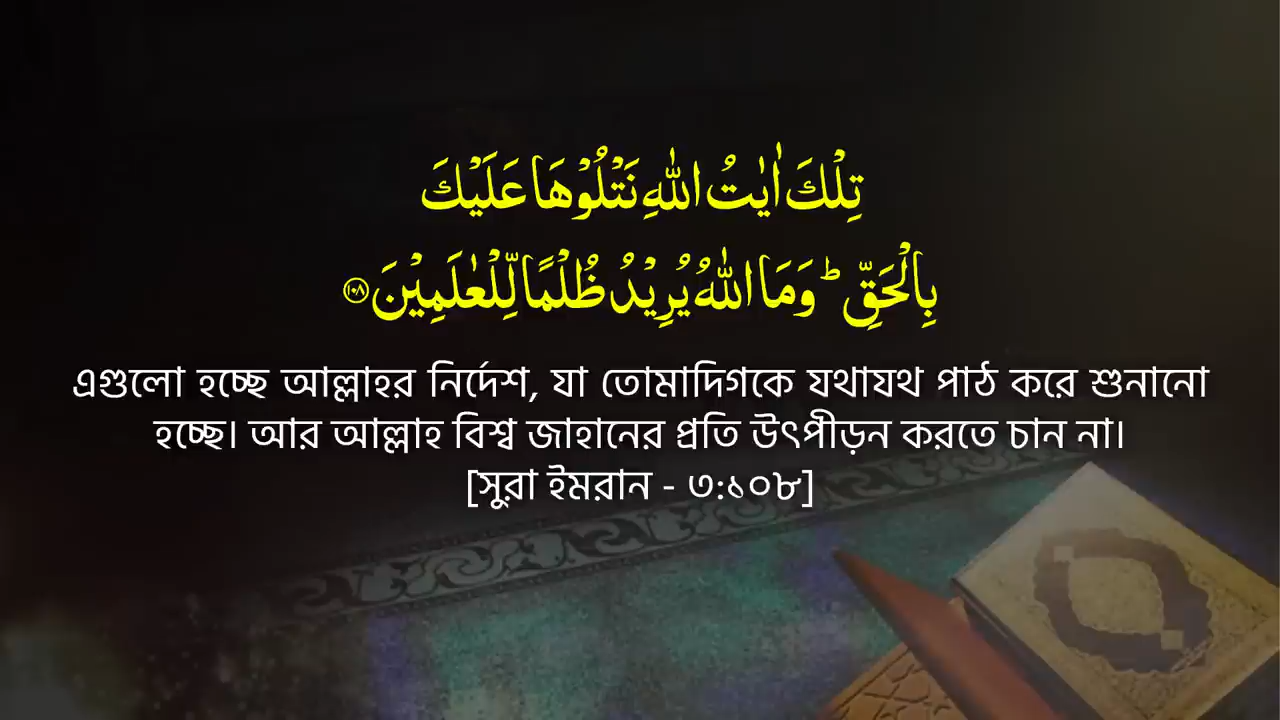 تِلْكَ اٰيٰتُ اللّٰهِ نَتْلُوْهَا عَلَيْكَ
بِالْحَقِّ ؕ وَمَا اللّٰهُ يُرِيْدُ ظُلْمًا لِّلْعٰلَمِيْنَ ۝۱۰۸
এগুলো হচ্ছে আল্লাহর নির্দেশ, যা তোমাদিগকে যথাযথ পাঠ করে শুনানো
হচ্ছে। আর আল্লাহ বিশ্ব জাহানের প্রতি উৎপীড়ন করতে চান না।
[সুরা ইমরান - ৩:১০৮]